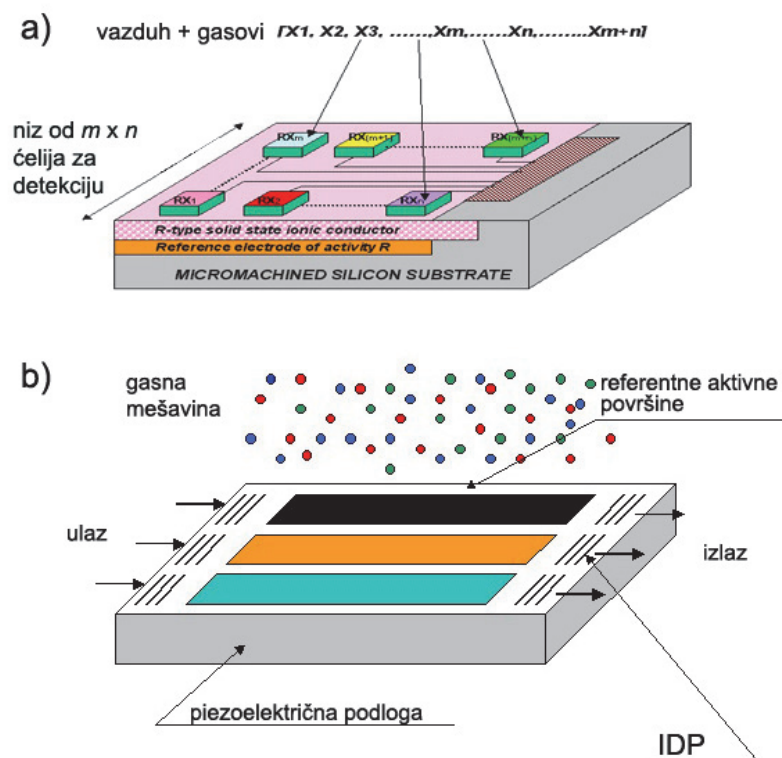 a)
vazduh + gasovi [X1, X2, X3, ......,Xm,......Xn,........Xm+n]
niz od m x n
ćelija za
detekciju
RXm
RX(m+1)
RX1
RX2
RXn
R-type solid state ionic conductor
Reference electrode of activity R
MICROMACHINED SILICON SUBSTRATE
b)
gasna
mešavina
referentne aktivne
površine
ulaz
izlaz
piezoelektrična podloga
IDP